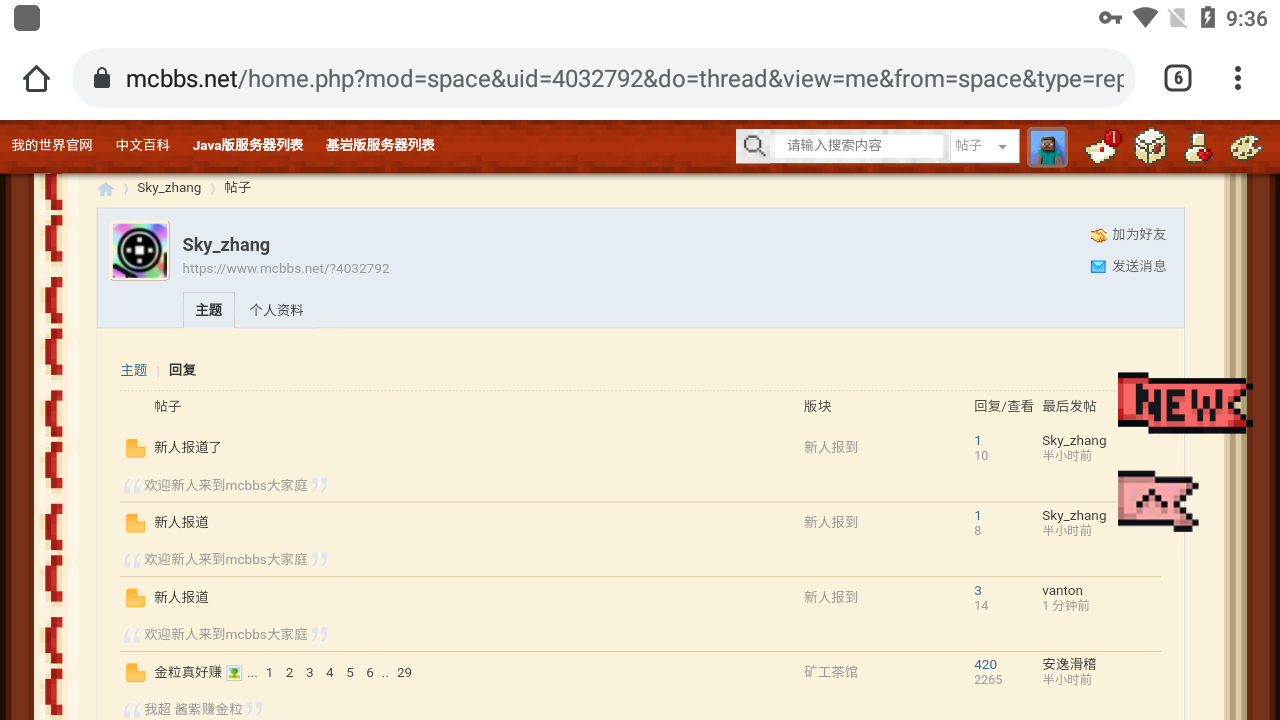 9:36
mcbbs.net/home.php?mod=space&uid=4032792&do=thread&view=me&from=space&type=rep
6
我的世界官网 中文百科 Java版服务器列表 基岩版服务器列表 请输入搜索内容 帖子
Sky_zhang 帖子
Sky_zhang
https://www.mcbbs.net/?4032792
加为好友
发送消息
主题 个人资料
主题 | 回复
帖子 版块 回复/查看 最后发帖
NEW
新人报道了 新人报到 1 Sky_zhang
10 半小时前
欢迎新人来到mcbbs大家庭
新人报道 新人报到 1 Sky_zhang
8 半小时前
欢迎新人来到mcbbs大家庭
新人报道 新人报到 3 vanton
14 1 分钟前
欢迎新人来到mcbbs大家庭
金粒真好赚 ... 1 2 3 4 5 6 .. 29 矿工茶馆 420 安逸滑稽
2265 半小时前
我超 酱紫赚金粒